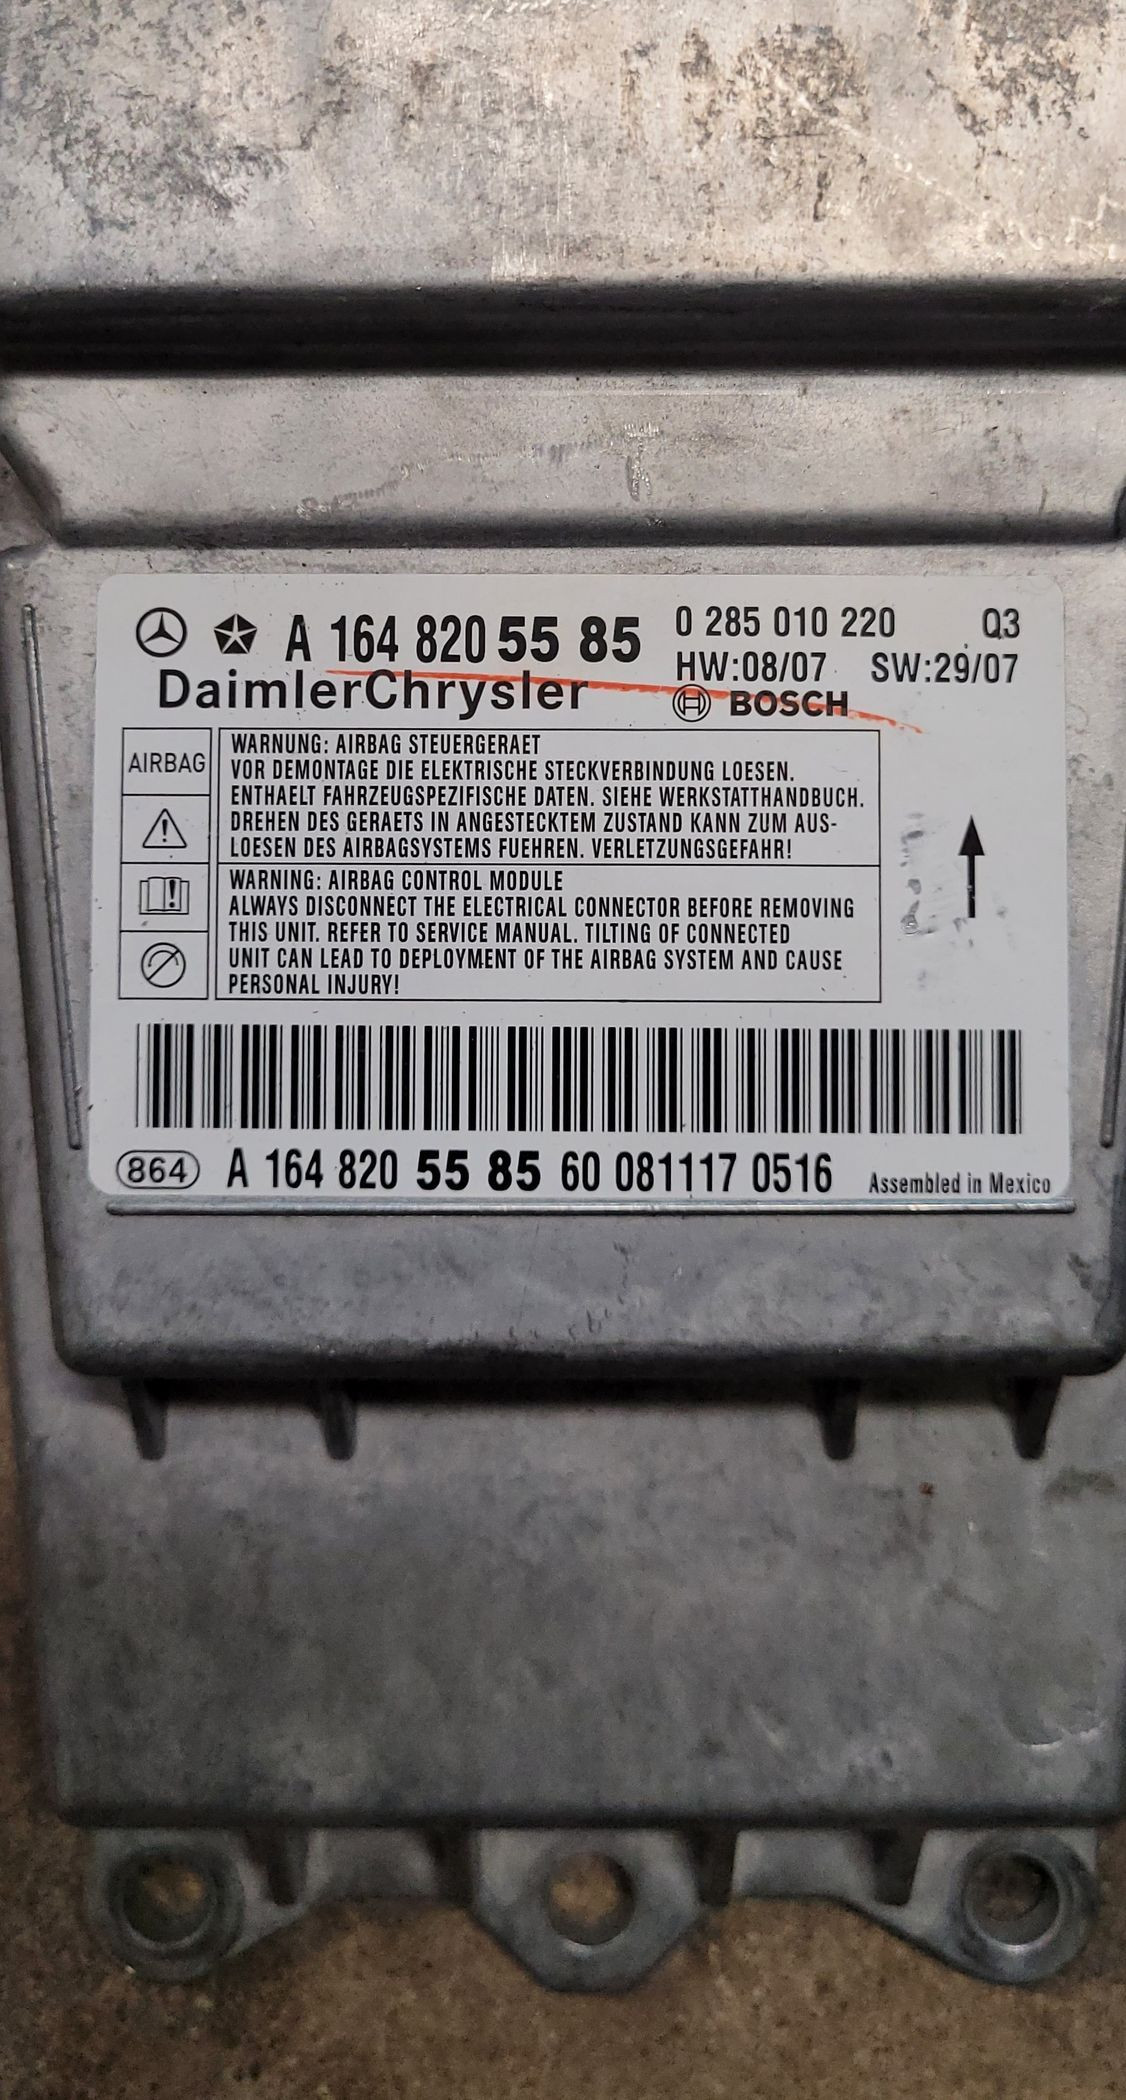 A 164 820 55 85
0 285 010 220 Q3
HW:08/07 SW:29/07
DaimlerChrysler
BOSCH
AIRBAG
WARNUNG: AIRBAG STEUERGERAET
VOR DEMONTAGE DIE ELEKTRISCHE STECKVERBINDUNG LOESEN.
ENTHAELT FAHRZEUGSPEZIFISCHE DATEN. SIEHE WERKSTATTHANDBUCH.
DREHEN DES GERAETS IN ANGESTECKTEM ZUSTAND KANN ZUM AUS-
LOESEN DES AIRBAGSYSTEMS FUEHREN. VERLETZUNGSGEFAHR!
WARNING: AIRBAG CONTROL MODULE
ALWAYS DISCONNECT THE ELECTRICAL CONNECTOR BEFORE REMOVING
THIS UNIT. REFER TO SERVICE MANUAL. TILTING OF CONNECTED
UNIT CAN LEAD TO DEPLOYMENT OF THE AIRBAG SYSTEM AND CAUSE
PERSONAL INJURY!
864 A 164 820 55 85 60 081117 0516 Assembled in Mexico